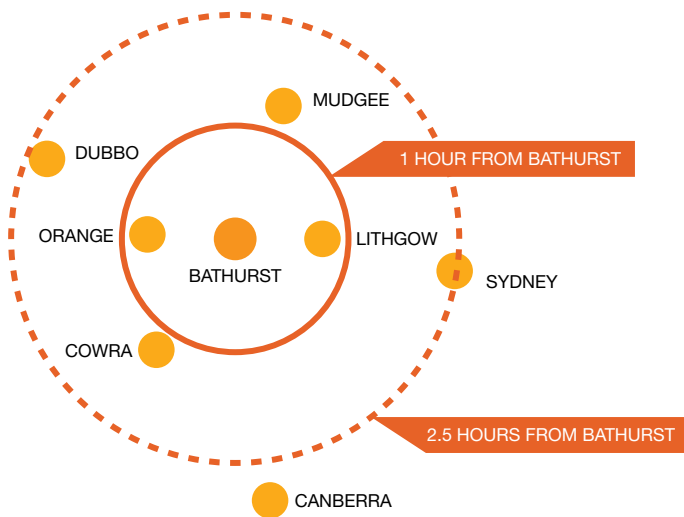 MUDGEE
DUBBO
1 HOUR FROM BATHURST
ORANGE
LITHGOW
BATHURST
SYDNEY
COWRA
2.5 HOURS FROM BATHURST
CANBERRA